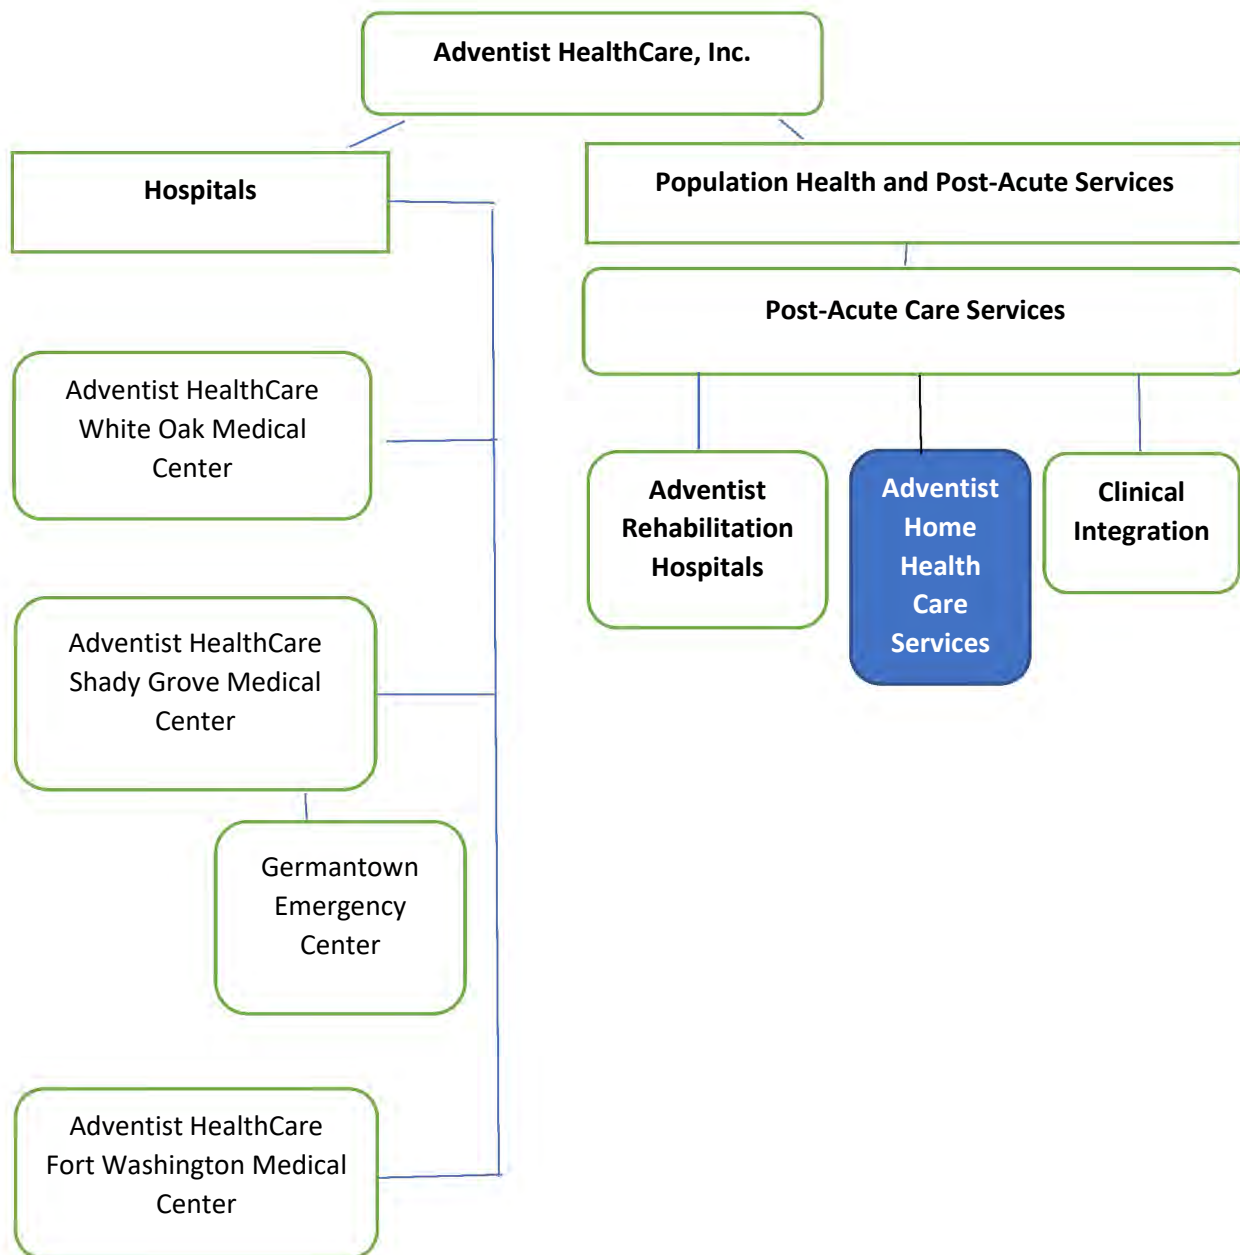 Adventist HealthCare, Inc.
Hospitals
Population Health and Post-Acute Services
Post-Acute Care Services
Adventist HealthCare
White Oak Medical
Center
Adventist
Rehabilitation
Hospitals
Adventist
Home
Health
Care
Services
Clinical
Integration
Adventist HealthCare
Shady Grove Medical
Center
Germantown
Emergency
Center
Adventist HealthCare
Fort Washington Medical
Center